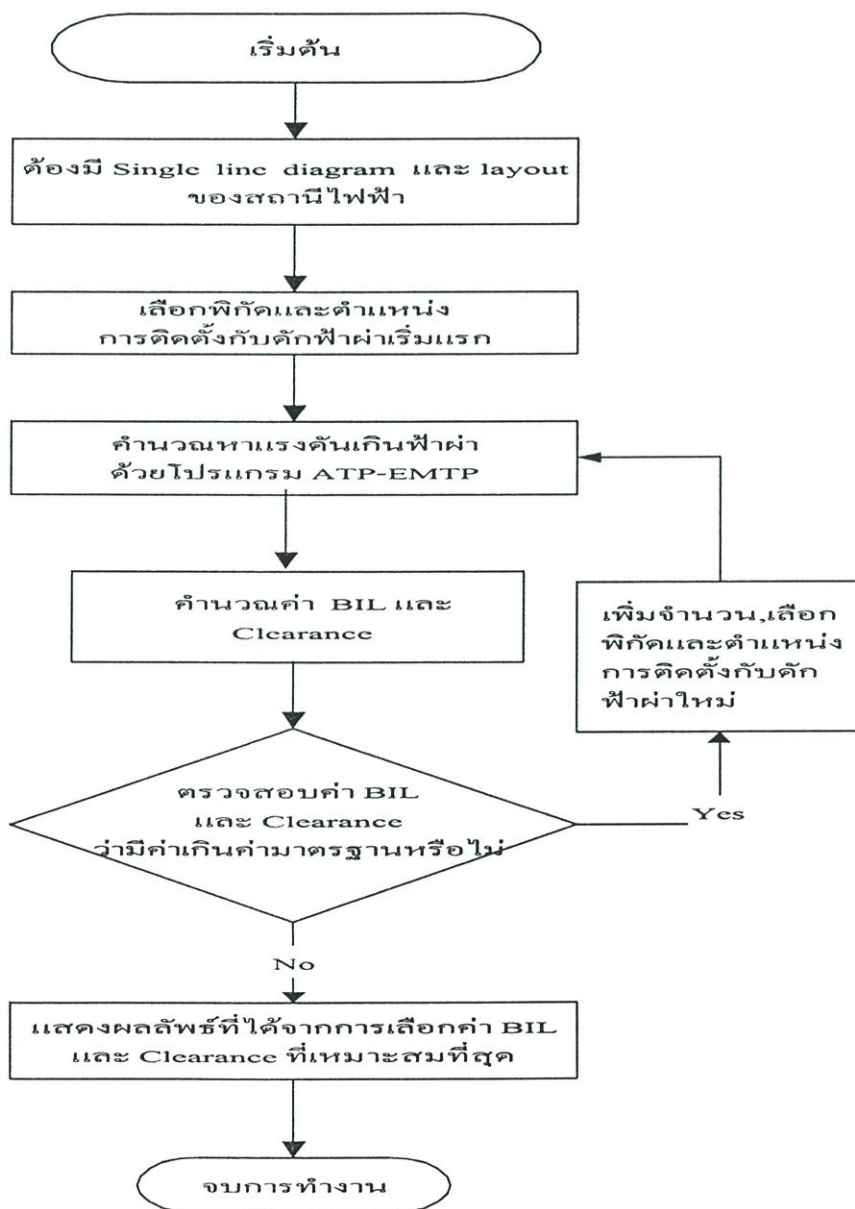 เริ่มต้น
ต้องมี Single line diagram และ layout
ของสถานีไฟฟ้า
เลือกพิกัดและตำแหน่ง
การติดตั้งกับดักฟ้าผ่าเริ่มแรก
คำนวณหาแรงดันเกินฟ้าผ่า
ด้วยโปรแกรม ATP-EMTP
คำนวณค่า BIL และ
Clearance
เพิ่มจำนวน,เลือก
พิกัดและตำแหน่ง
การติดตั้งกับดัก
ฟ้าผ่าใหม่
ตรวจสอบค่า BIL
และ Clearance
ว่ามีค่าเกินค่ามาตรฐานหรือไม่
Yes
No
แสดงผลลัพธ์ที่ได้จากการเลือกค่า BIL
และ Clearance ที่เหมาะสมที่สุด
จบการทำงาน